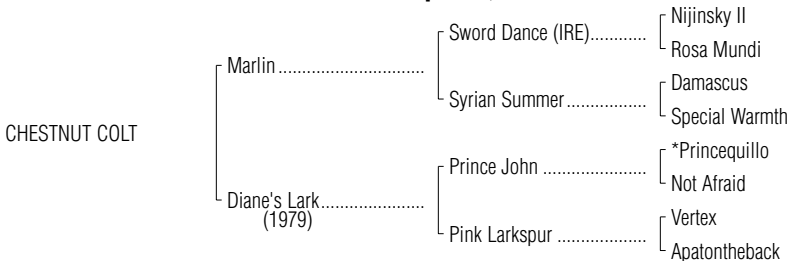 Nijinsky II
Sword Dance (IRE)............
Rosa Mundi
Marlin ...............................
Damascus
Syrian Summer.................
Special Warmth
CHESTNUT COLT
*Princequillo
Prince John ......................
Not Afraid
Diane's Lark......................
(1979)
Vertex
Pink Larkspur ...................
Apatontheback